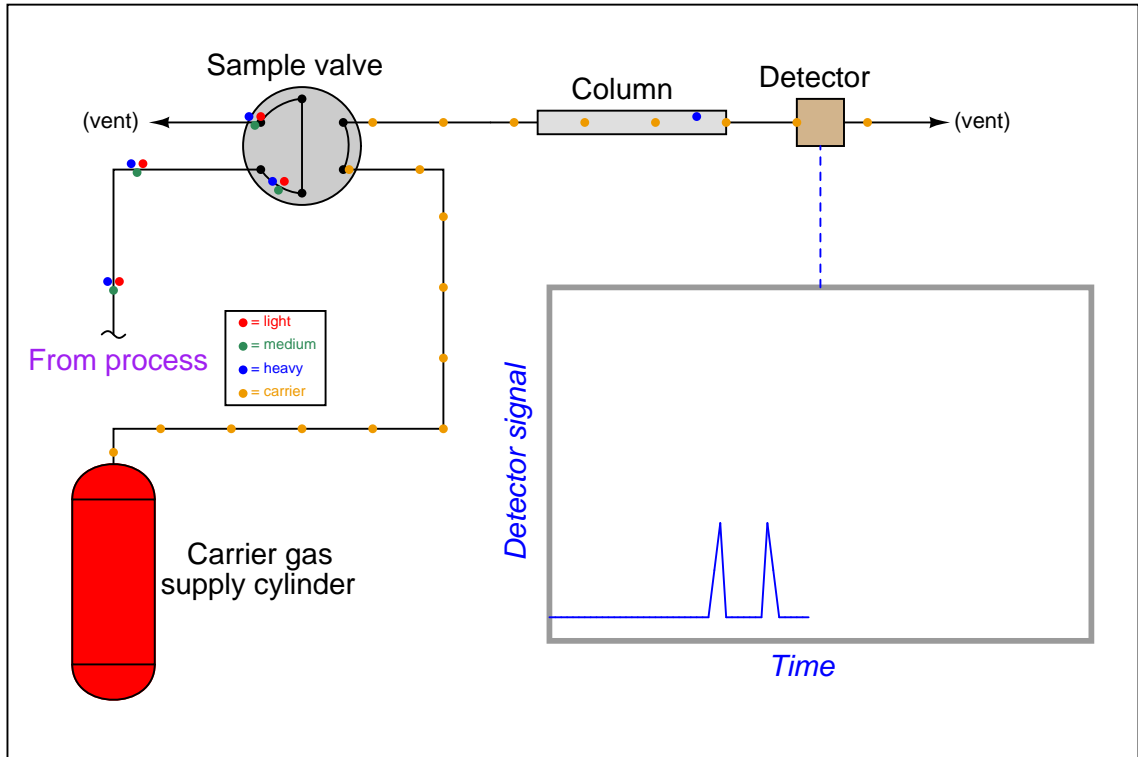 Sample valve
Column
Detector
(vent)
(vent)
= light
= medium
= heavy
= carrier
From process
Detector signal
Carrier gas
supply cylinder
Time